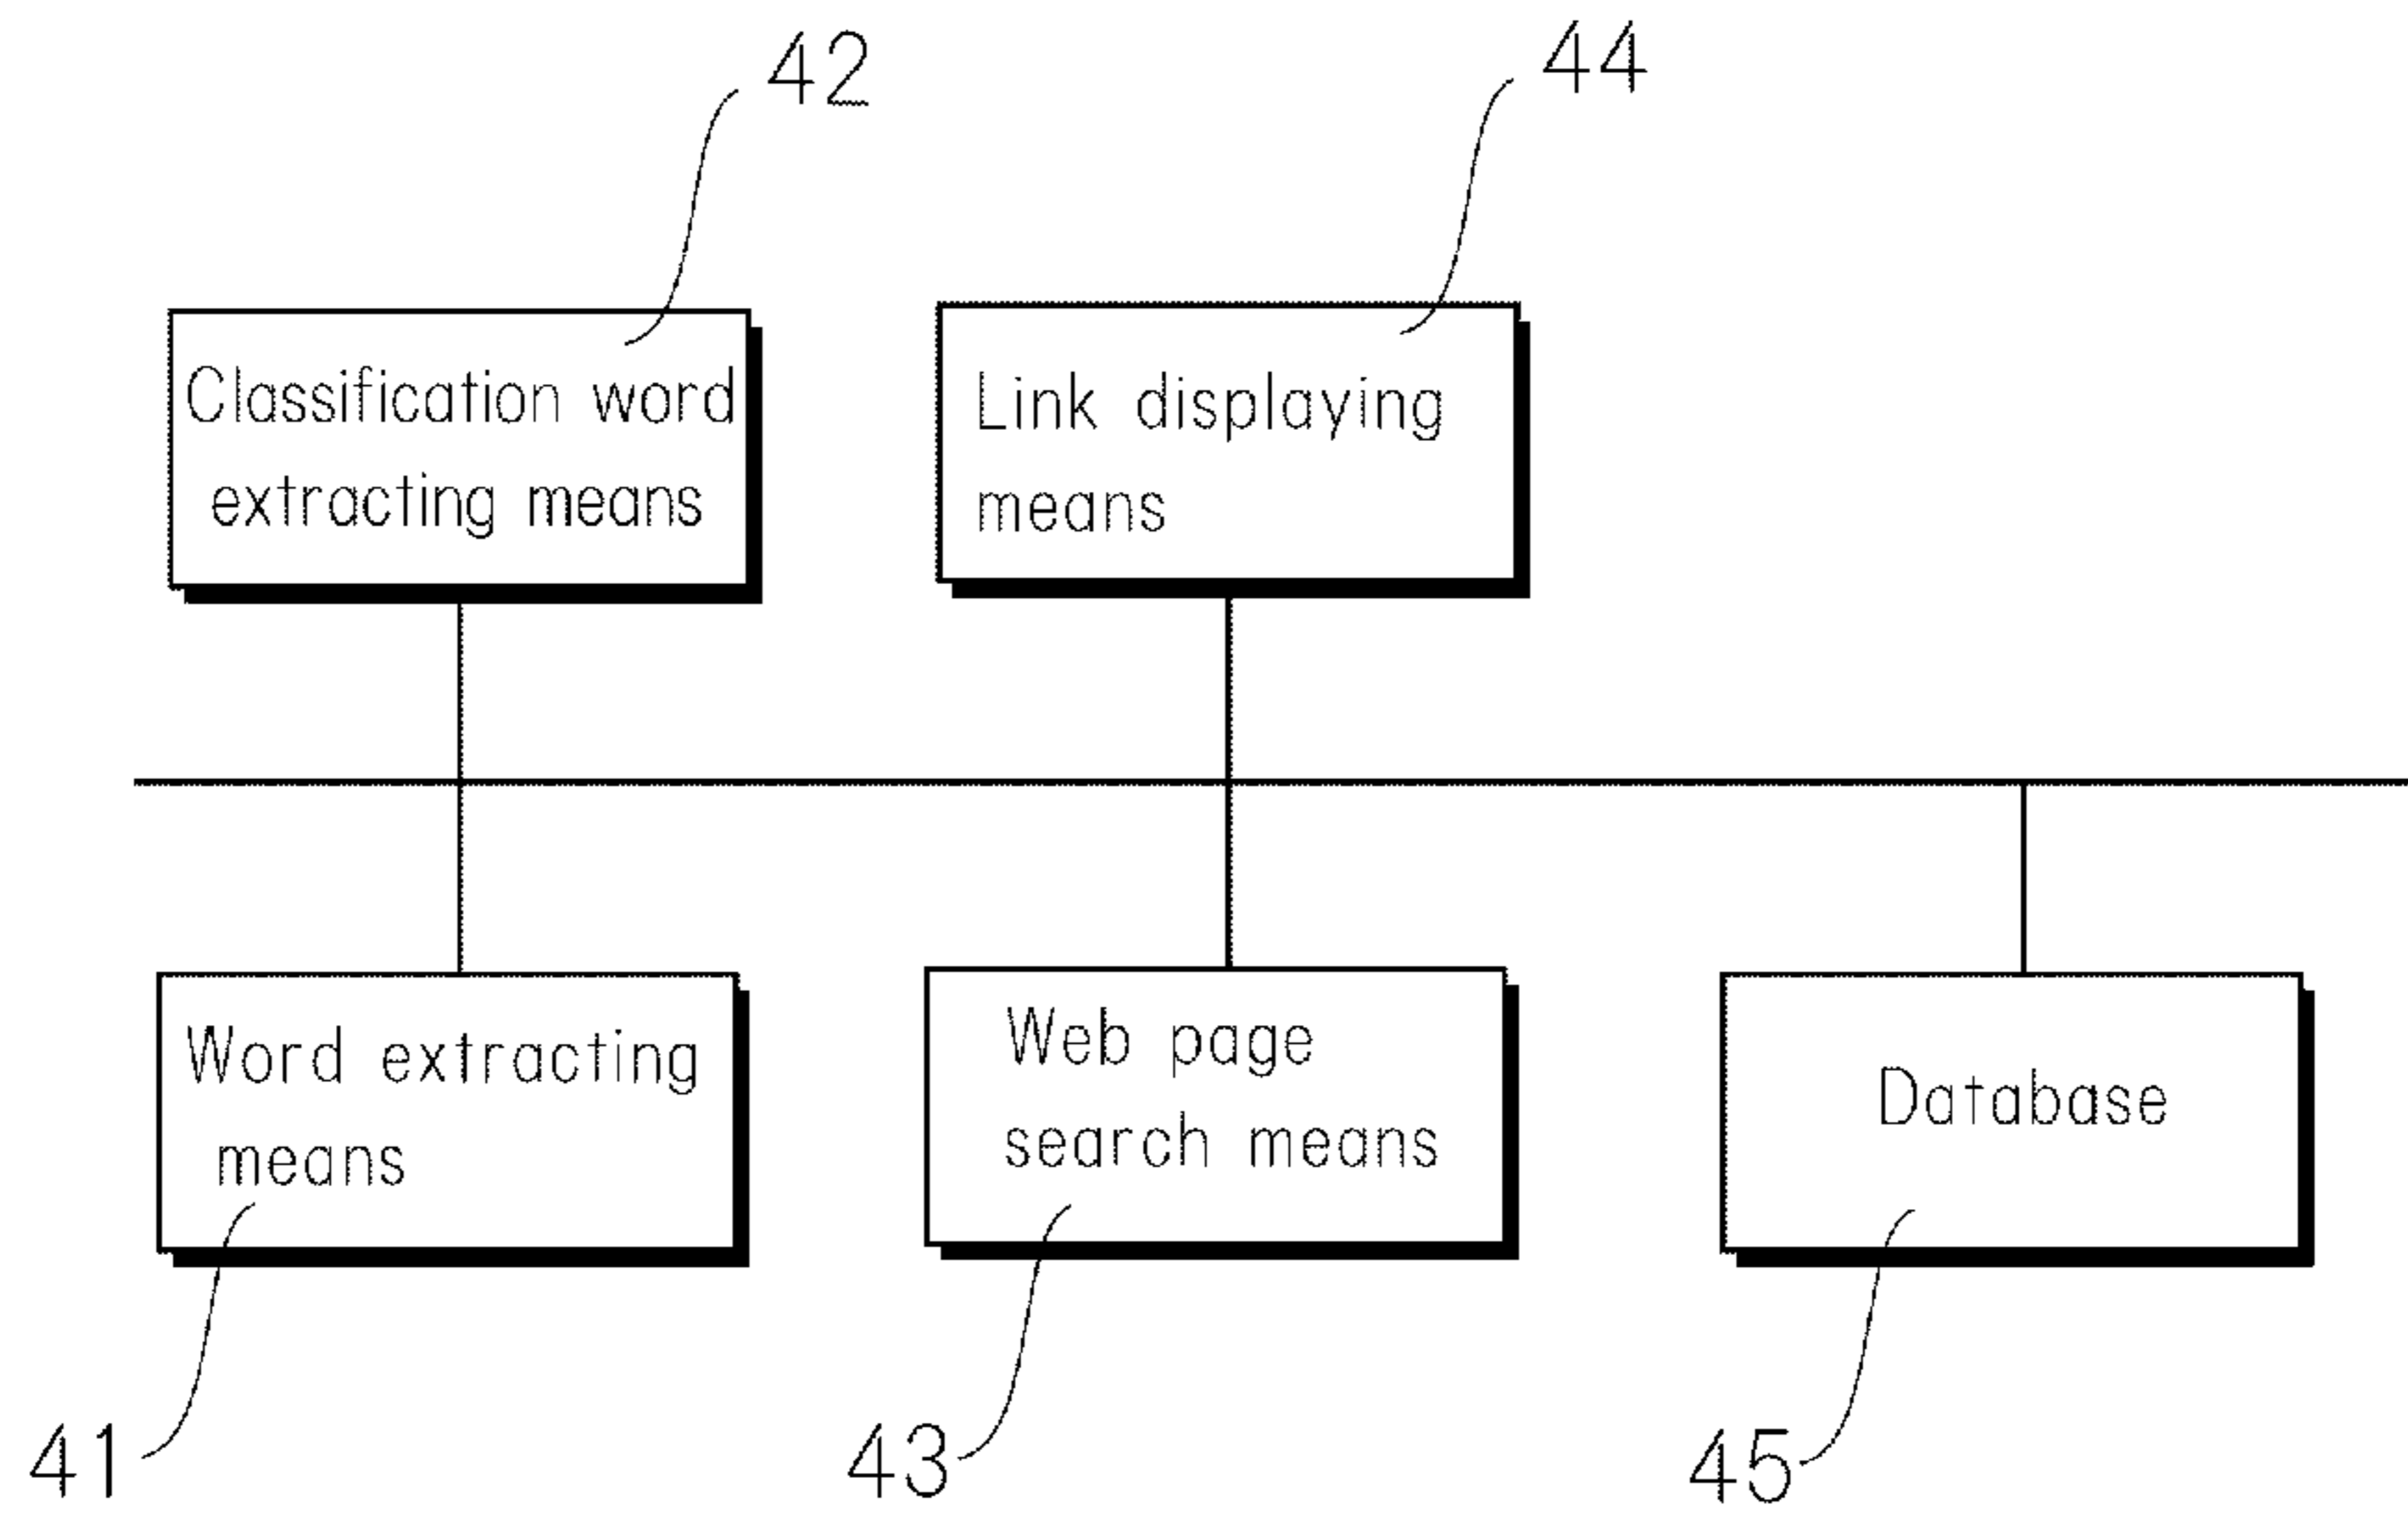 42
44
Classification word
extracting means
Link displaying
means
Word extracting
means
Web page
search means
Database
41
43
45